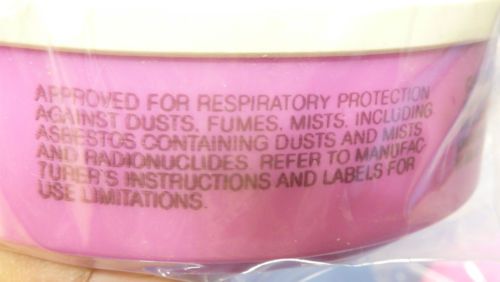 APPROVED FOR RESPIRATORY PROTECTION
AGAINST DUSTS, FUMES, MISTS, INCLUDING
ASBESTOS CONTAINING DUSTS AND MISTS
AND RADIONUCLIDES. REFER TO MANUFAC-
TURER'S INSTRUCTIONS AND LABELS FOR
USE LIMITATIONS.